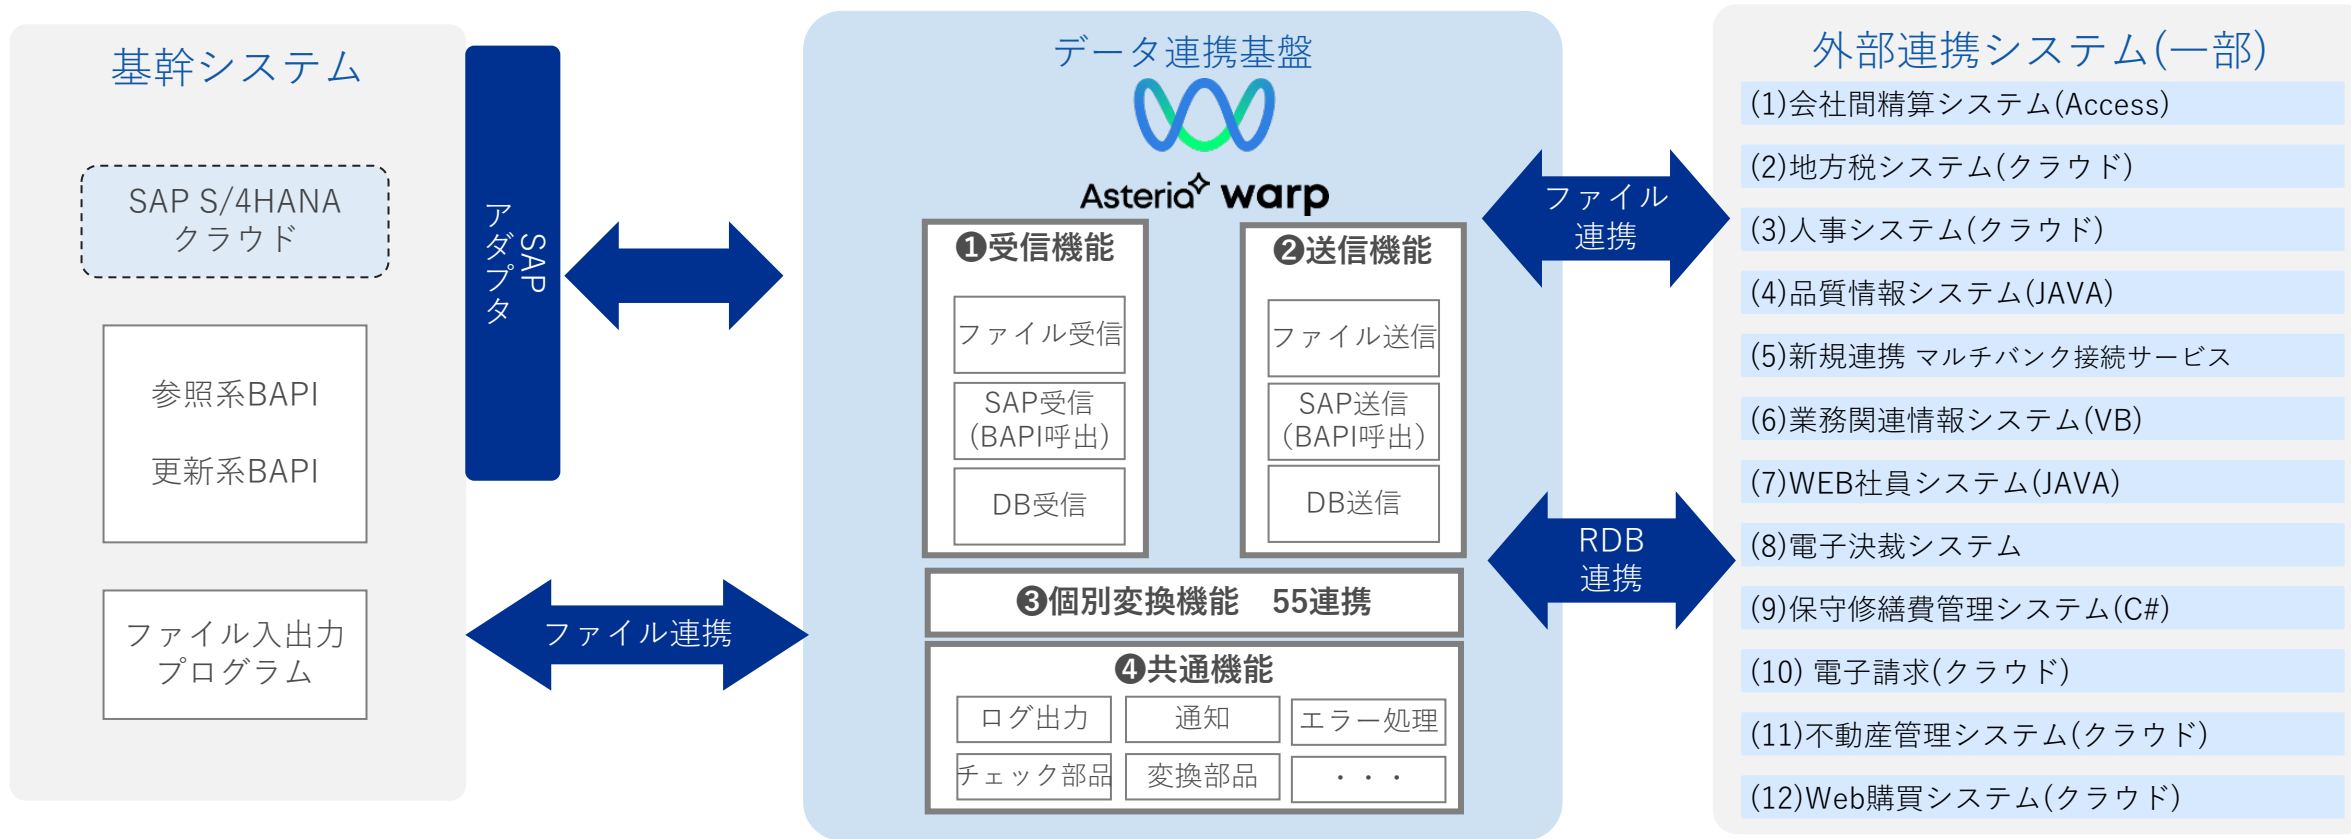 基幹システム
SAP S/4HANA
クラウド
参照系BAPI
更新系BAPI
ファイル入出力
プログラム
SAP
アダプタ
ファイル連携
データ連携基盤
Asteria warp
❶受信機能
ファイル受信
SAP受信
(BAPI呼出)
DB受信
❷送信機能
ファイル送信
SAP送信
(BAPI呼出)
DB送信
❸個別変換機能　55連携
❹共通機能
ログ出力
通知
エラー処理
チェック部品
変換部品
・・・
ファイル
連携
RDB
連携
外部連携システム(一部)
(1)会社間精算システム(Access)
(2)地方税システム(クラウド)
(3)人事システム(クラウド)
(4)品質情報システム(JAVA)
(5)新規連携 マルチバンク接続サービス
(6)業務関連情報システム(VB)
(7)WEB社員システム(JAVA)
(8)電子決裁システム
(9)保守修繕費管理システム(C#)
(10) 電子請求(クラウド)
(11)不動産管理システム(クラウド)
(12)Web購買システム(クラウド)